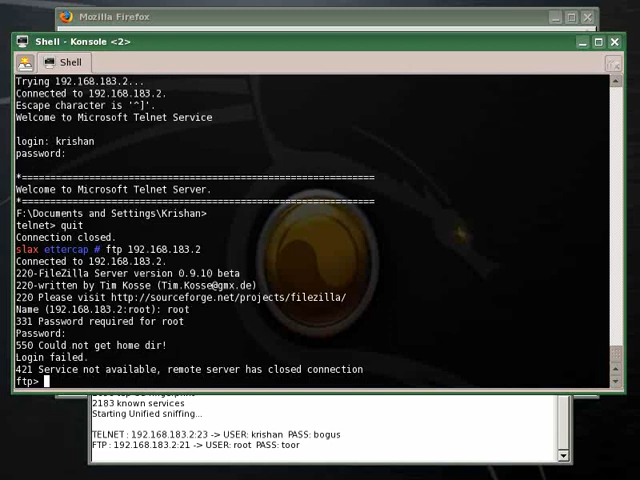 Mozilla Firefox
Shell - Konsole <2>
Shell
Trying 192.168.183.2...
Connected to 192.168.183.2.
Escape character is '^]'.
Welcome to Microsoft Telnet Service
login: krishan
password:
*===============================================================
Welcome to Microsoft Telnet Server.
*===============================================================
F:\Documents and Settings\Krishan>
telnet> quit
Connection closed.
slax ettercap # ftp 192.168.183.2
Connected to 192.168.183.2.
220-FileZilla Server version 0.9.10 beta
220-written by Tim Kosse (Tim.Kosse@gmx.de)
220 Please visit http://sourceforge.net/projects/filezilla/
Name (192.168.183.2:root): root
331 Password required for root
Password:
550 Could not get home dir!
Login failed.
421 Service not available, remote server has closed connection
ftp>
2183 known services
Starting Unified sniffing...
TELNET : 192.168.183.2:23 -> USER: krishan PASS: bogus
FTP : 192.168.183.2:21 -> USER: root PASS: toor